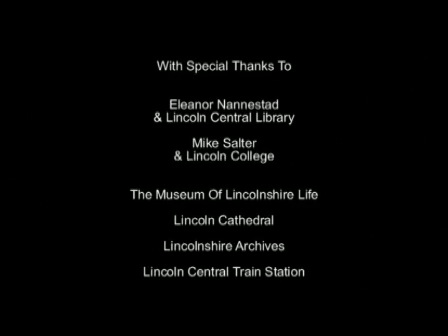 With Special Thanks To
Eleanor Nannestad
& Lincoln Central Library
Mike Salter
& Lincoln College
The Museum Of Lincolnshire Life
Lincoln Cathedral
Lincolnshire Archives
Lincoln Central Train Station